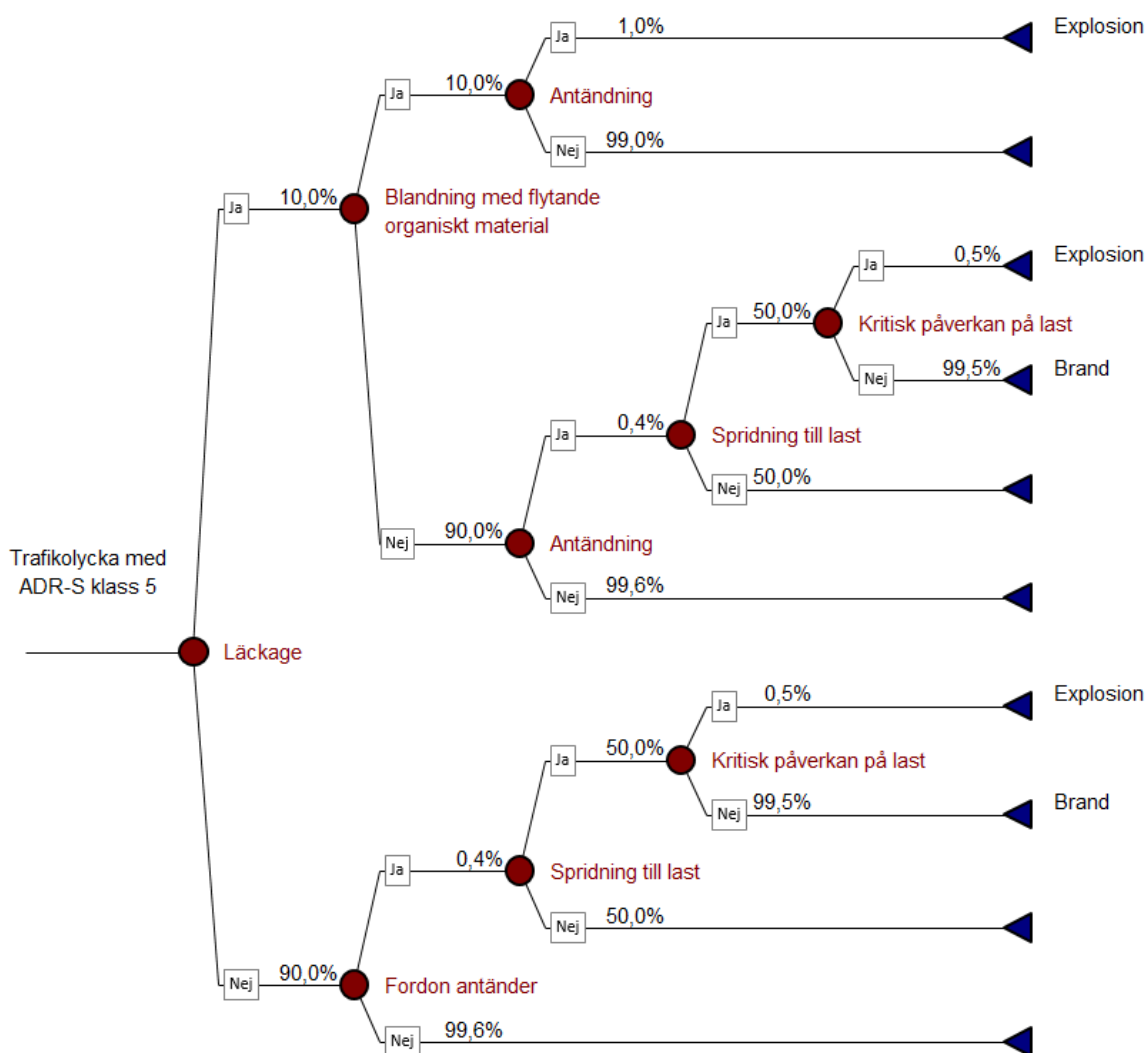 Ja 1,0% Explosion
Ja 10,0% Antändning
Nej 99,0%
Ja 10,0% Blandning med flytande
organiskt material
Ja 0,5% Explosion
Ja 50,0% Kritisk påverkan på last
Nej 99,5% Brand
Ja 0,4% Spridning till last
Nej 50,0%
Nej 90,0% Antändning
Nej 99,6%
Trafikolycka med
ADR-S klass 5
Läckage
Ja 0,5% Explosion
Ja 50,0% Kritisk påverkan på last
Nej 99,5% Brand
Ja 0,4% Spridning till last
Nej 50,0%
Nej 90,0% Fordon antänder
Nej 99,6%